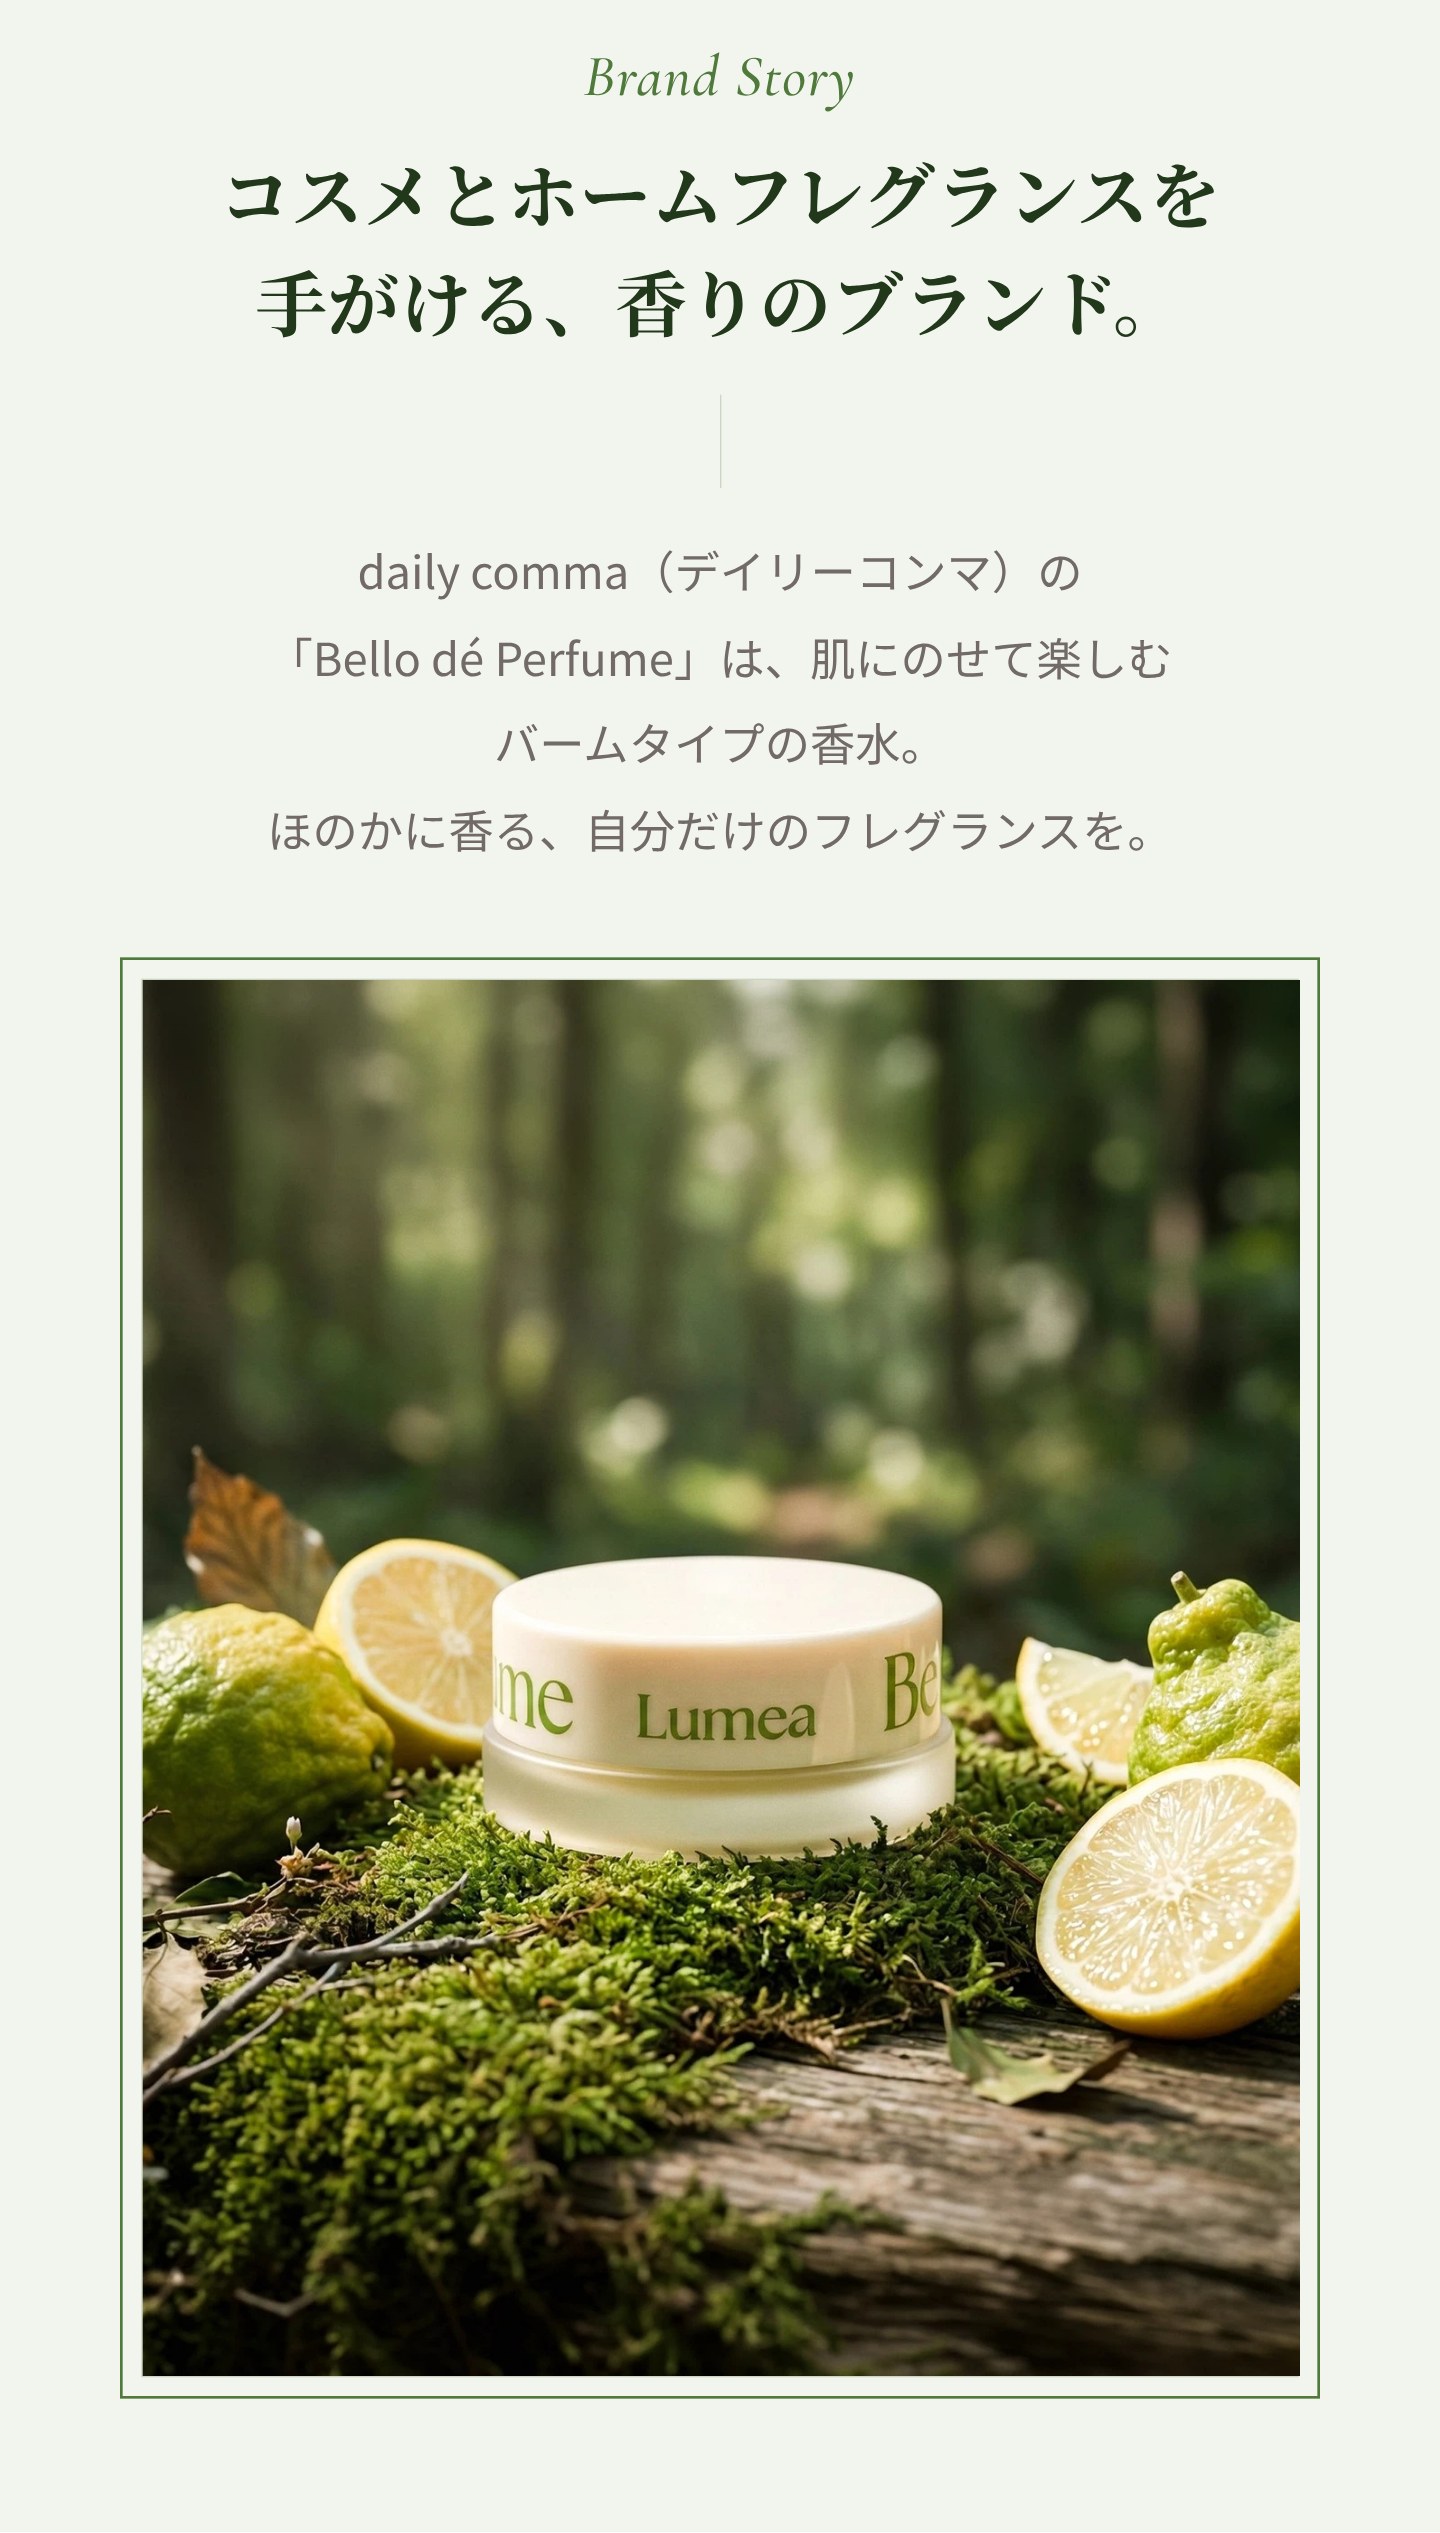 Brand Story
コスメとホームフレグランスを
手がける、香りのブランド。
daily comma（デイリーコンマ）の
「Bello dé Perfume」は、肌にのせて楽しむ
バームタイプの香水。
ほのかに香る、自分だけのフレグランスを。
me Lumea Be